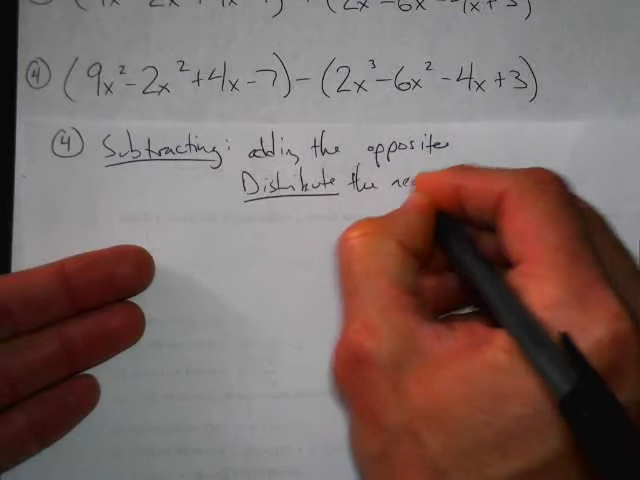 ④ (9x² - 2x² + 4x - 7) - (2x³ - 6x² - 4x + 3)
④ Subtracting: adding the opposite
Distribute the